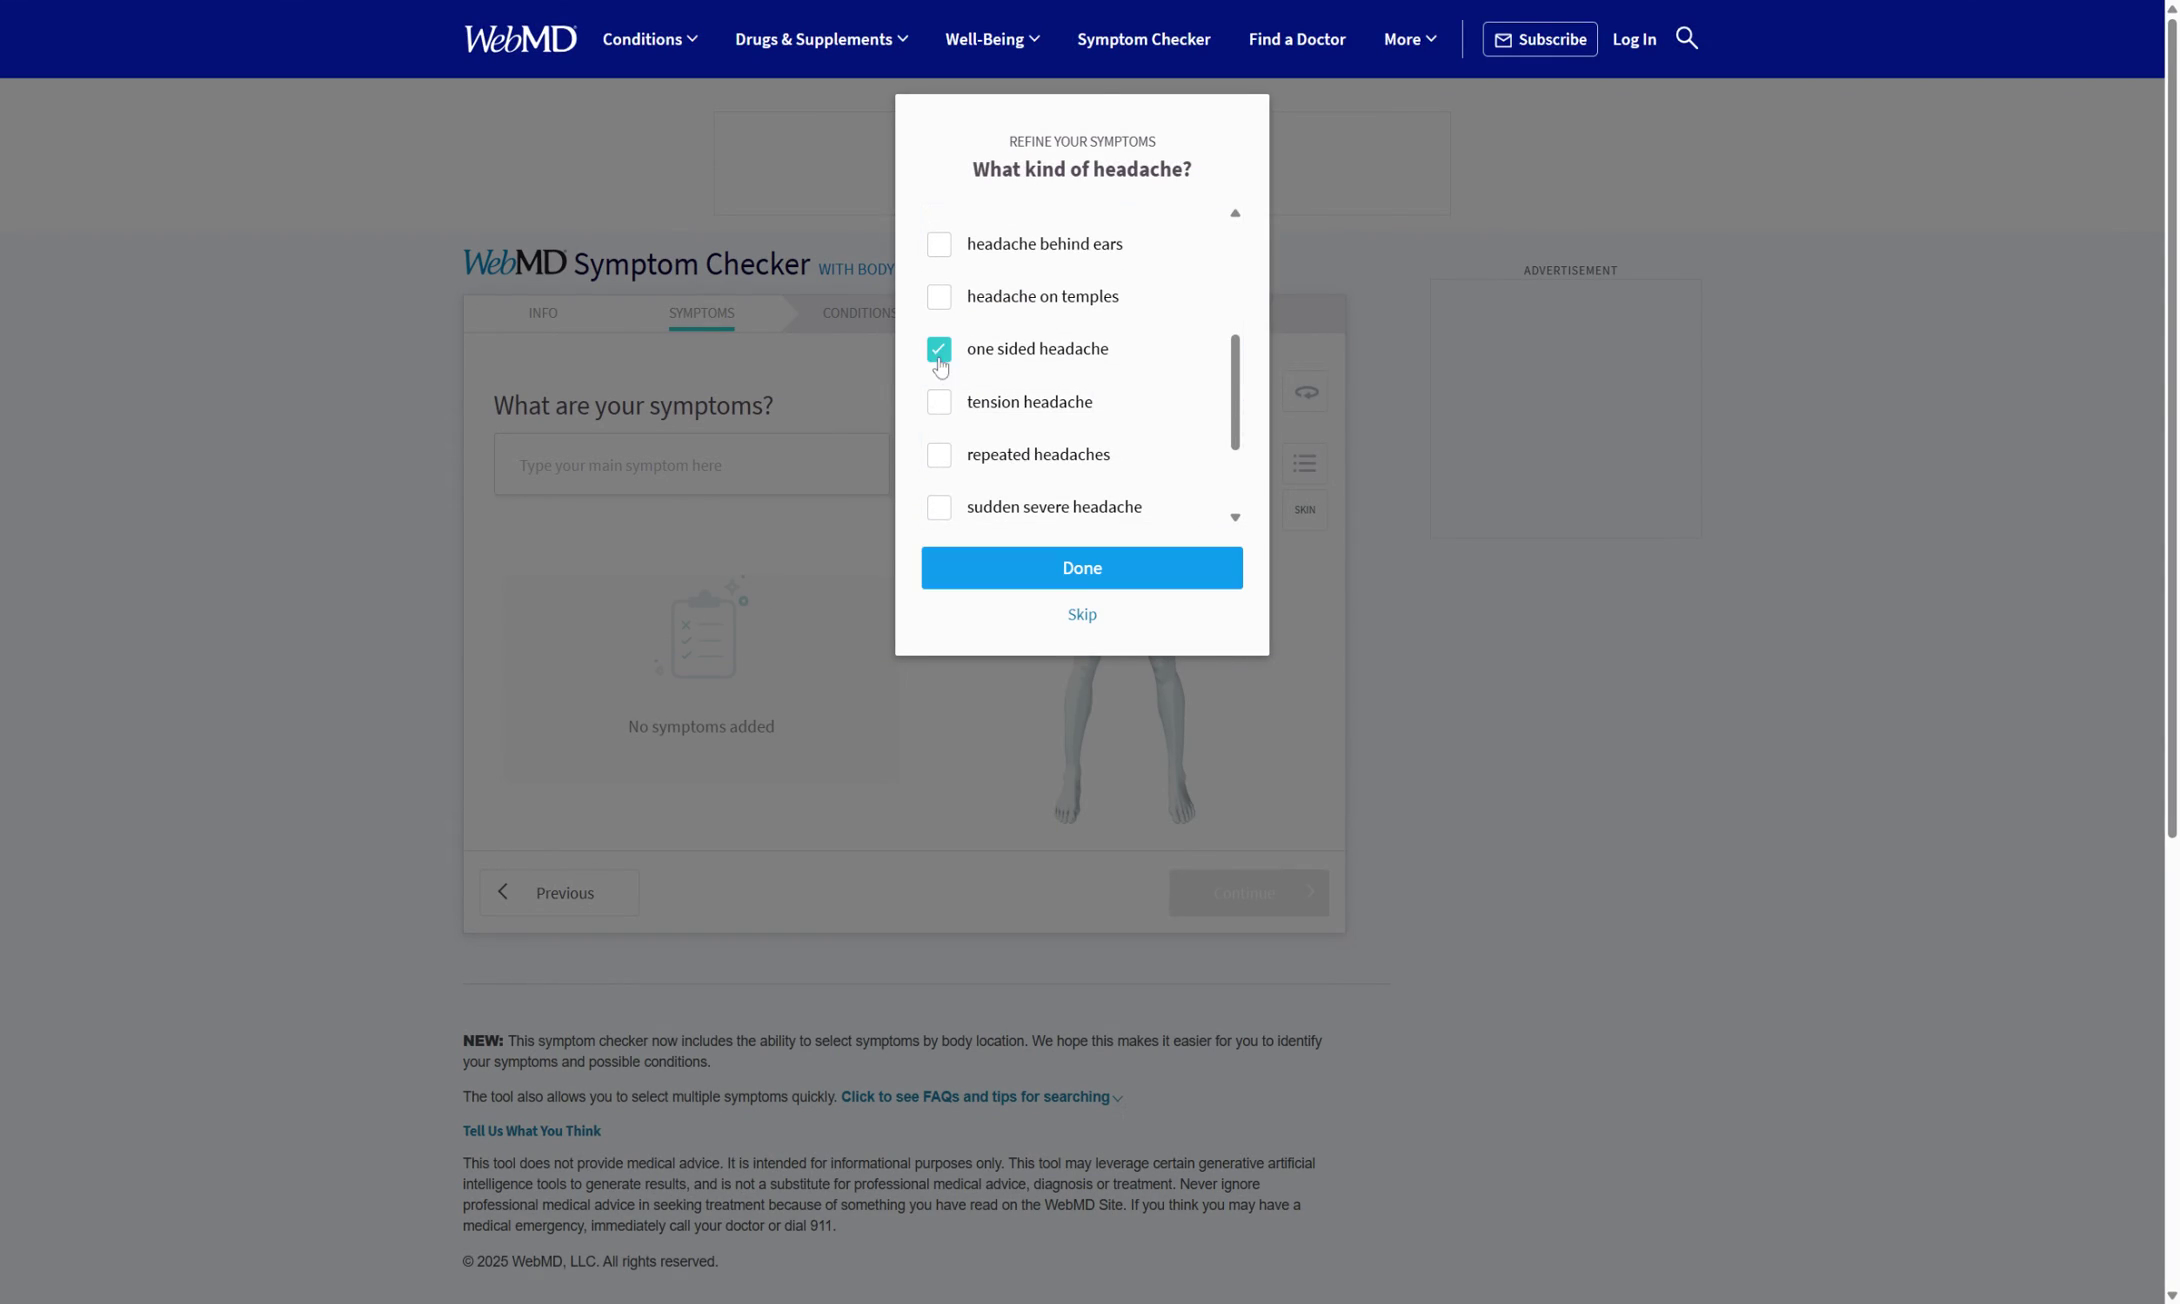 WebMD Conditions Drugs & Supplements Well-Being Symptom Checker Find a Doctor More Subscribe Log In
REFINE YOUR SYMPTOMS
What kind of headache?
headache behind ears
headache on temples
one sided headache
tension headache
repeated headaches
sudden severe headache
Done
Skip
WebMD Symptom Checker WITH BODY
ADVERTISEMENT
INFO SYMPTOMS CONDITIONS
What are your symptoms?
Type your main symptom here
SKIN
No symptoms added
Previous Continue
NEW: This symptom checker now includes the ability to select symptoms by body location. We hope this makes it easier for you to identify
your symptoms and possible conditions.
The tool also allows you to select multiple symptoms quickly. Click to see FAQs and tips for searching
Tell Us What You Think
This tool does not provide medical advice. It is intended for informational purposes only. This tool may leverage certain generative artificial
intelligence tools to generate results, and is not a substitute for professional medical advice, diagnosis or treatment. Never ignore
professional medical advice in seeking treatment because of something you have read on the WebMD Site. If you think you may have a
medical emergency, immediately call your doctor or dial 911.
© 2025 WebMD, LLC. All rights reserved.